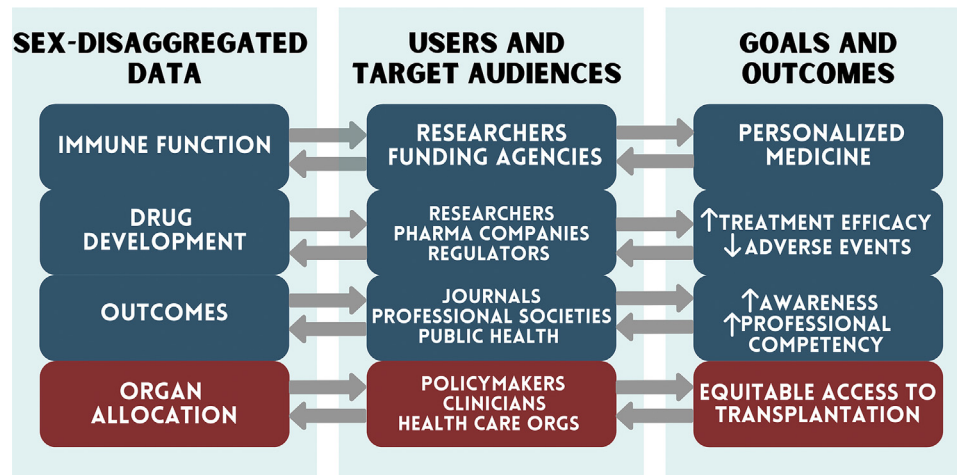 SEX-DISAGGREGATED
DATA
USERS AND
TARGET AUDIENCES
GOALS AND
OUTCOMES
IMMUNE FUNCTION
RESEARCHERS
FUNDING AGENCIES
PERSONALIZED
MEDICINE
DRUG
DEVELOPMENT
RESEARCHERS
PHARMA COMPANIES
REGULATORS
↑TREATMENT EFFICACY
↓ ADVERSE EVENTS
OUTCOMES
JOURNALS
PROFESSIONAL SOCIETIES
PUBLIC HEALTH
↑AWARENESS
↑PROFESSIONAL
COMPETENCY
ORGAN
ALLOCATION
POLICYMAKERS
CLINICIANS
HEALTH CARE ORGS
EQUITABLE ACCESS TO
TRANSPLANTATION